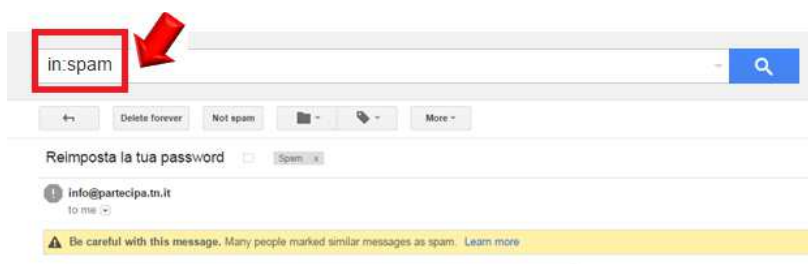 in:spam
Delete forever Not spam More
Reimposta la tua password Spam x
info@partecipa.tn.it
to me
Be careful with this message. Many people marked similar messages as spam. Learn more